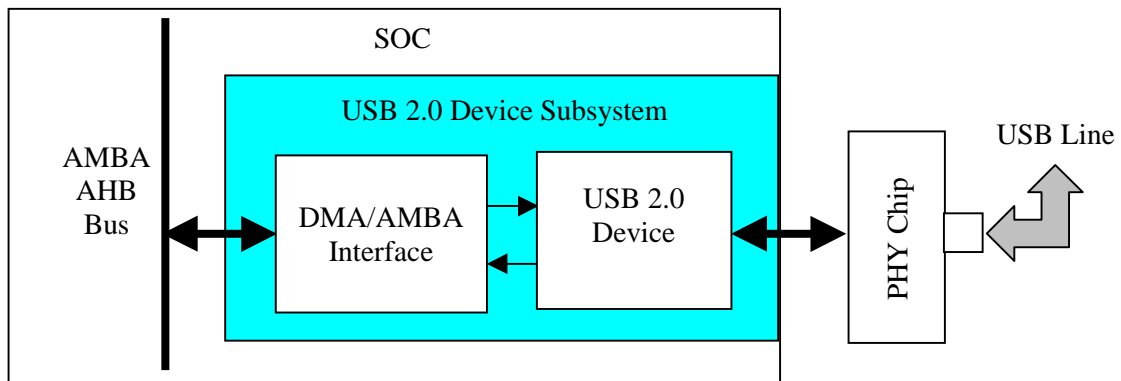 SOC
USB 2.0 Device Subsystem
AMBA
AHB
Bus
DMA/AMBA
Interface
USB 2.0
Device
PHY Chip
USB Line